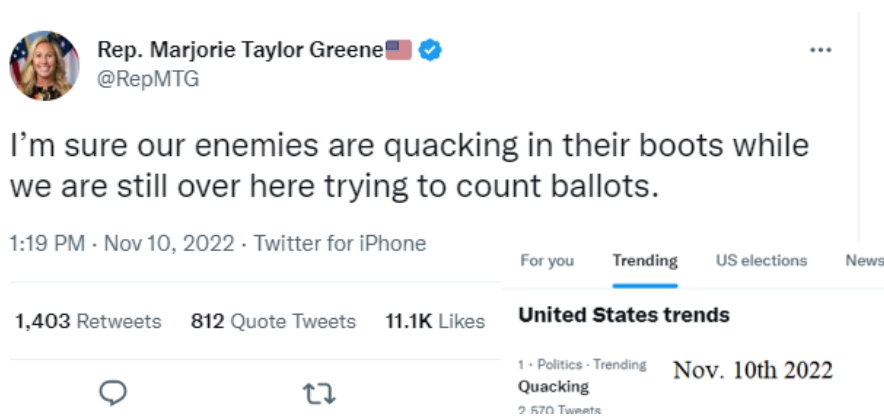 Rep. Marjorie Taylor Greene
@RepMTG
I’m sure our enemies are quacking in their boots while
we are still over here trying to count ballots.
1:19 PM · Nov 10, 2022 · Twitter for iPhone
For you Trending US elections News
1,403 Retweets 812 Quote Tweets 11.1K Likes
United States trends
1 · Politics · Trending
Nov. 10th 2022
Quacking
2,570 Tweets